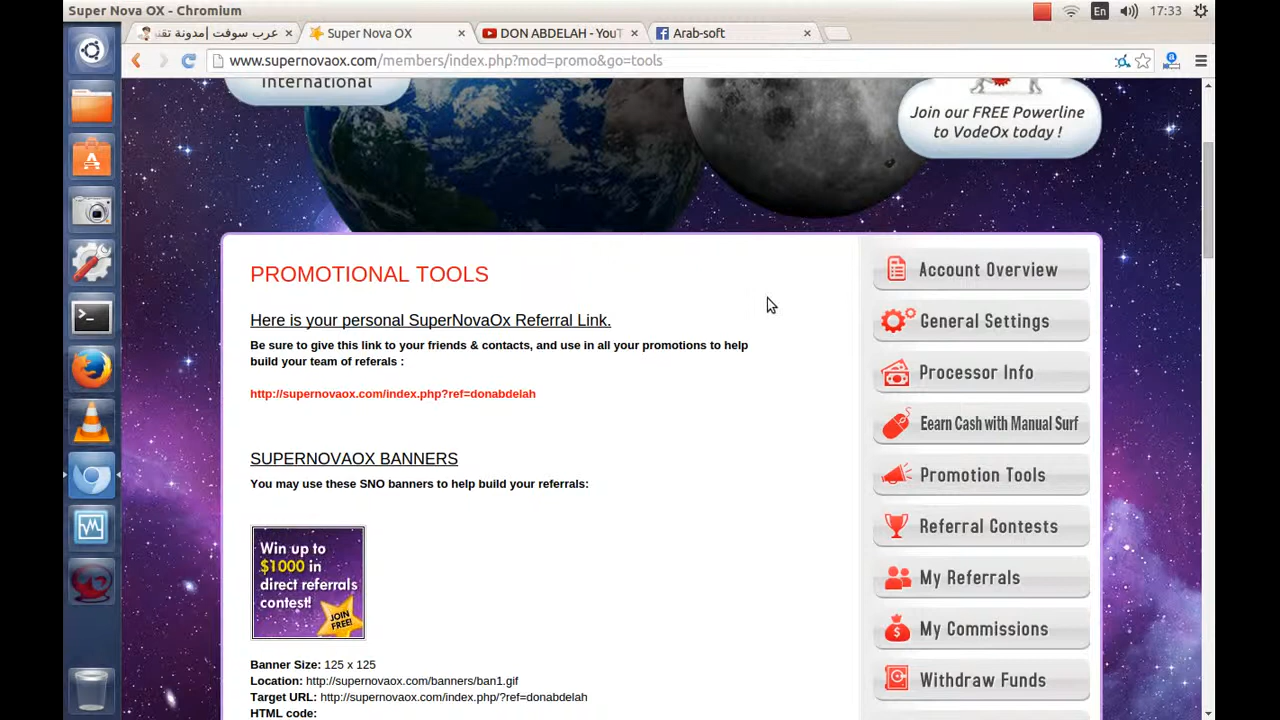 Super Nova OX - Chromium
En
17:33
عرب سوفت |مدونة تقني
Super Nova OX
DON ABDELAH - YouT
Arab-soft
www.supernovaox.com/members/index.php?mod=promo&go=tools
International
Join our FREE Powerline
to VodeOx today !
PROMOTIONAL TOOLS
Here is your personal SuperNovaOx Referral Link.
Be sure to give this link to your friends & contacts, and use in all your promotions to help
build your team of referals :
http://supernovaox.com/index.php?ref=donabdelah
SUPERNOVAOX BANNERS
You may use these SNO banners to help build your referrals:
Win up to
$1000 in
direct referrals
contest!
JOIN
FREE!
Banner Size: 125 x 125
Location: http://supernovaox.com/banners/ban1.gif
Target URL: http://supernovaox.com/index.php/?ref=donabdelah
HTML code:
Account Overview
General Settings
Processor Info
Eearn Cash with Manual Surf
Promotion Tools
Referral Contests
My Referrals
My Commissions
Withdraw Funds